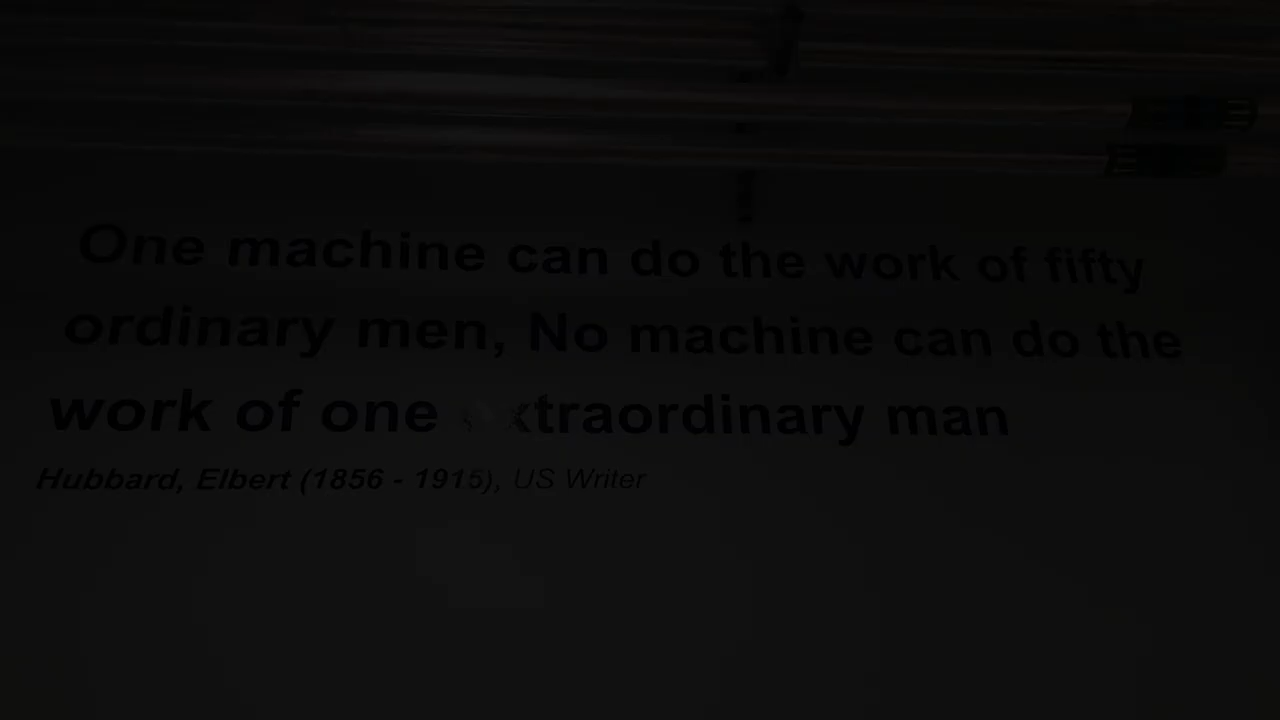 One machine can do the work of fifty
ordinary men, No machine can do the
work of one extraordinary man
Hubbard, Elbert (1856 - 1915), US Writer